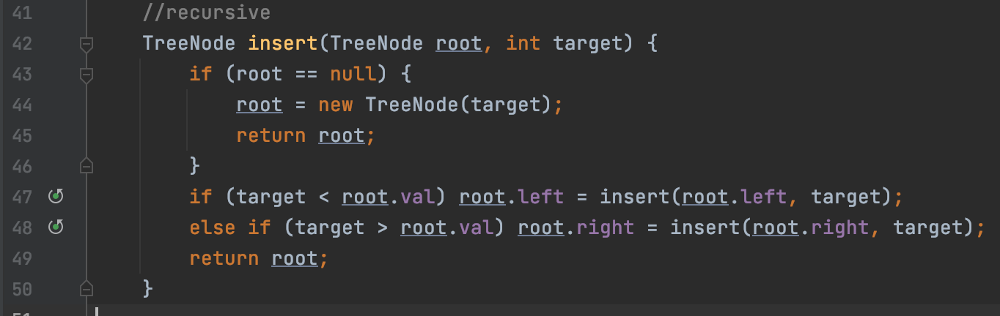 41 //recursive
42 TreeNode insert(TreeNode root, int target) {
43 if (root == null) {
44 root = new TreeNode(target);
45 return root;
46 }
47 if (target < root.val) root.left = insert(root.left, target);
48 else if (target > root.val) root.right = insert(root.right, target);
49 return root;
50 }